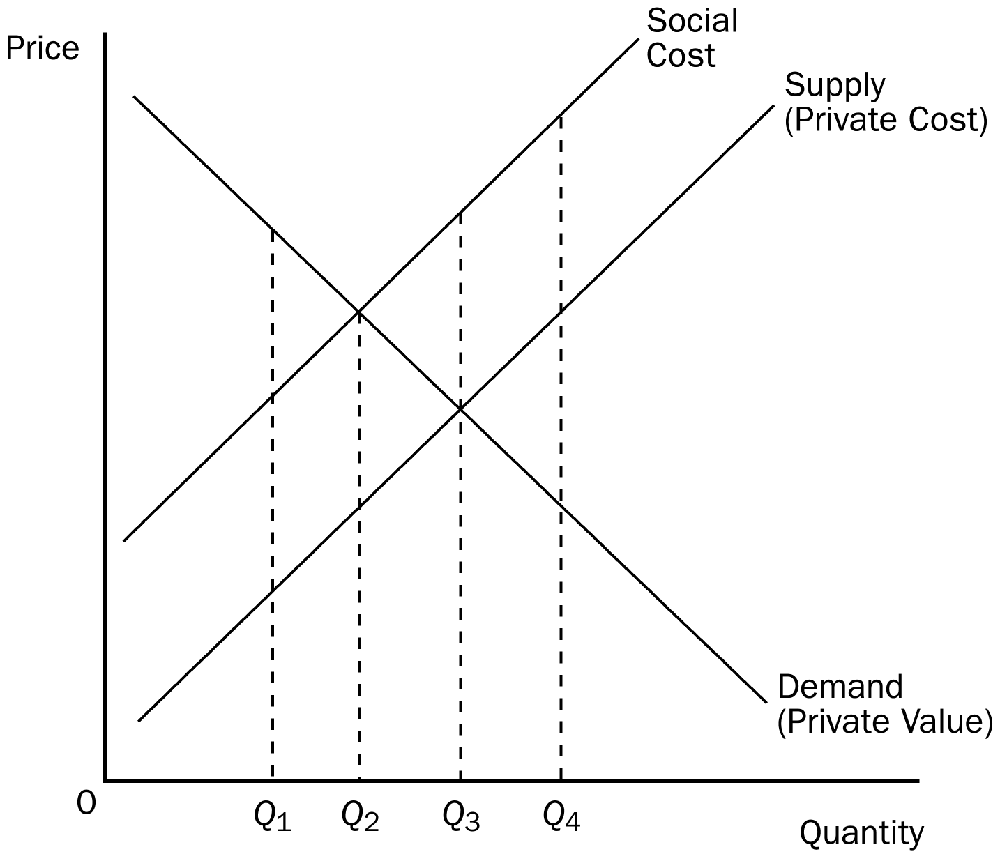 Price
Social
Cost
Supply
(Private Cost)
Demand
(Private Value)
0
Q1
Q2
Q3
Q4
Quantity